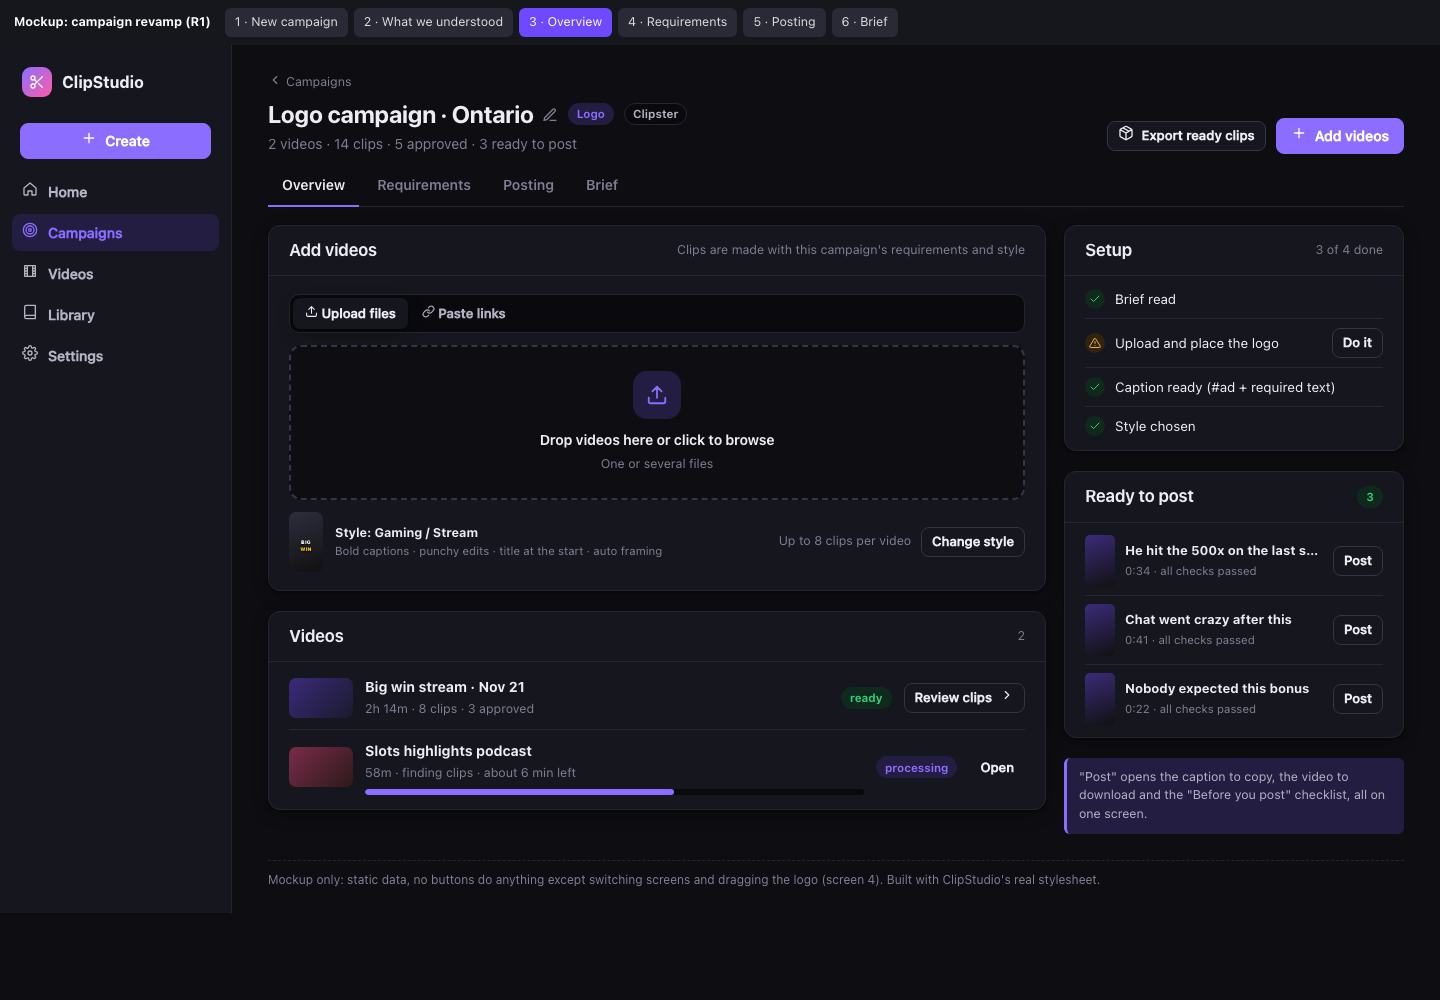 Mockup: campaign revamp (R1)
1 · New campaign
2 · What we understood
3 · Overview
4 · Requirements
5 · Posting
6 · Brief
ClipStudio
Create
Home
Campaigns
Videos
Library
Settings
Campaigns
Logo campaign · Ontario
Logo
Clipster
2 videos · 14 clips · 5 approved · 3 ready to post
Export ready clips
Add videos
Overview
Requirements
Posting
Brief
Add videos
Clips are made with this campaign's requirements and style
Upload files
Paste links
Drop videos here or click to browse
One or several files
BIG
WIN
Style: Gaming / Stream
Bold captions · punchy edits · title at the start · auto framing
Up to 8 clips per video
Change style
Videos
2
Big win stream · Nov 21
2h 14m · 8 clips · 3 approved
ready
Review clips
Slots highlights podcast
58m · finding clips · about 6 min left
processing
Open
Setup
3 of 4 done
Brief read
Upload and place the logo
Do it
Caption ready (#ad + required text)
Style chosen
Ready to post
3
He hit the 500x on the last s...
0:34 · all checks passed
Post
Chat went crazy after this
0:41 · all checks passed
Post
Nobody expected this bonus
0:22 · all checks passed
Post
"Post" opens the caption to copy, the video to
download and the "Before you post" checklist, all on
one screen.
Mockup only: static data, no buttons do anything except switching screens and dragging the logo (screen 4). Built with ClipStudio's real stylesheet.